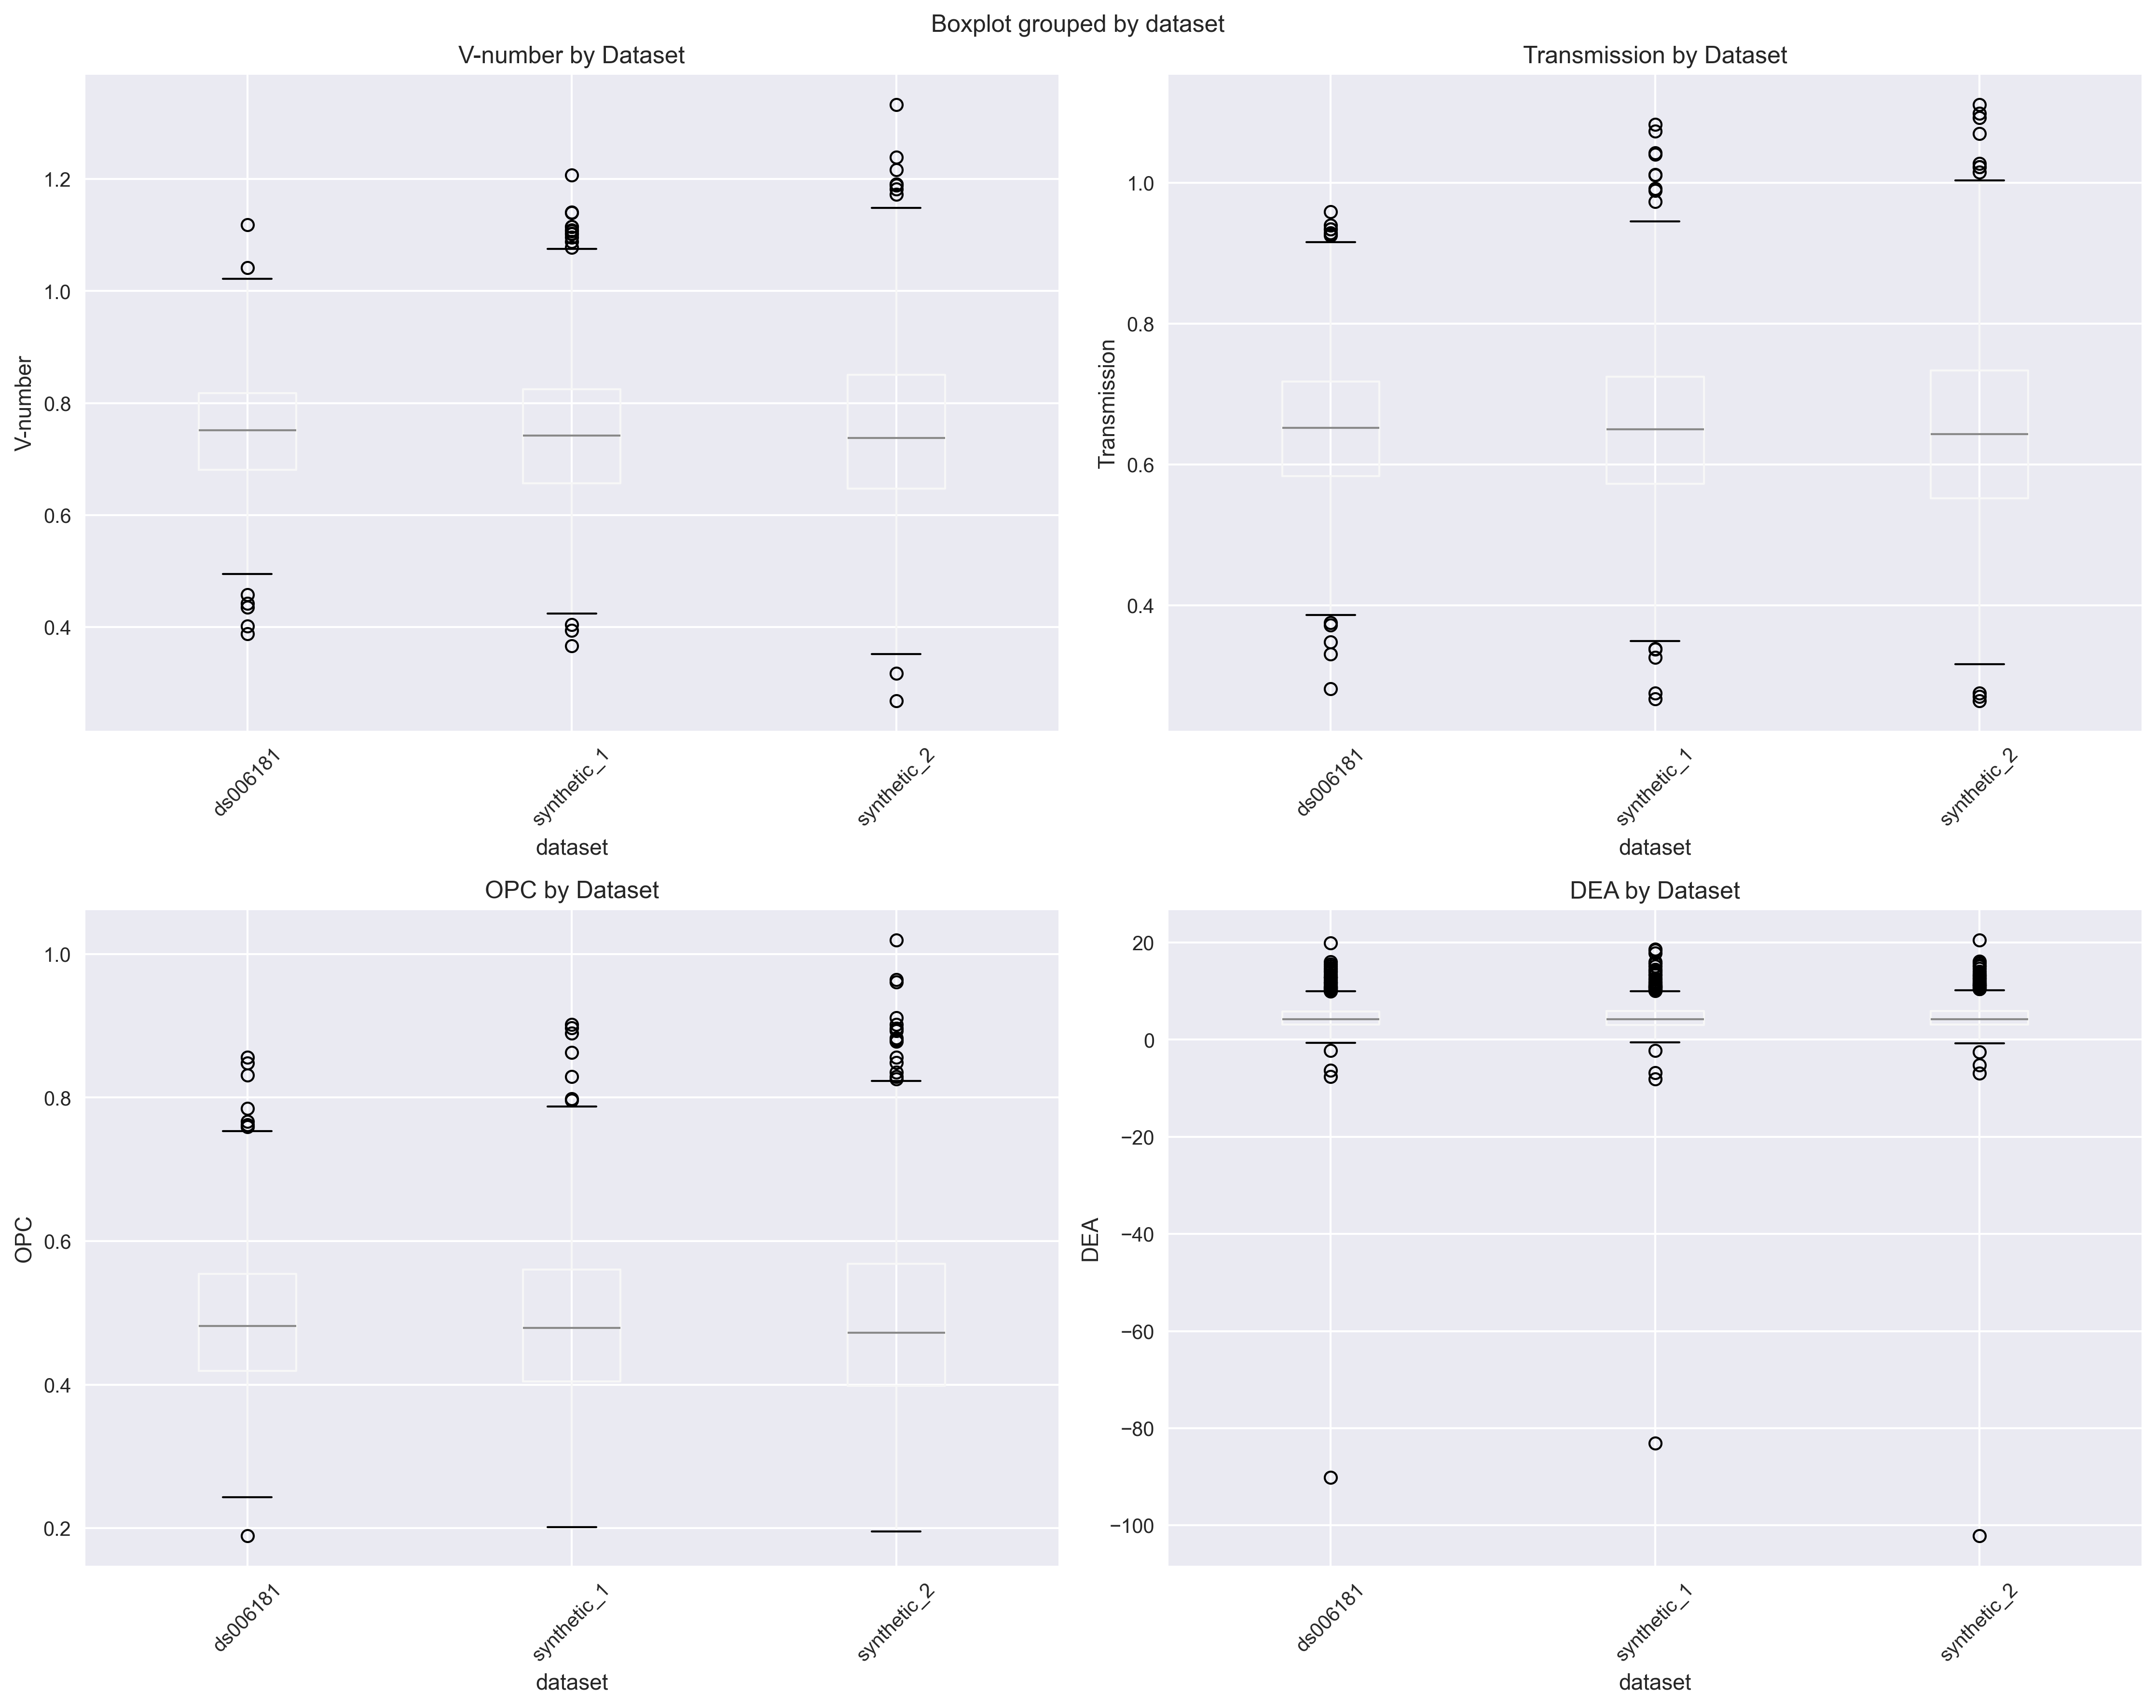 Boxplot grouped by dataset
V-number by Dataset
V-number
1.2
1.0
0.8
0.6
0.4
ds006181
synthetic_1
synthetic_2
dataset
Transmission by Dataset
Transmission
1.0
0.8
0.6
0.4
ds006181
synthetic_1
synthetic_2
dataset
OPC by Dataset
OPC
1.0
0.8
0.6
0.4
0.2
ds006181
synthetic_1
synthetic_2
dataset
DEA by Dataset
DEA
20
0
−20
−40
−60
−80
−100
ds006181
synthetic_1
synthetic_2
dataset